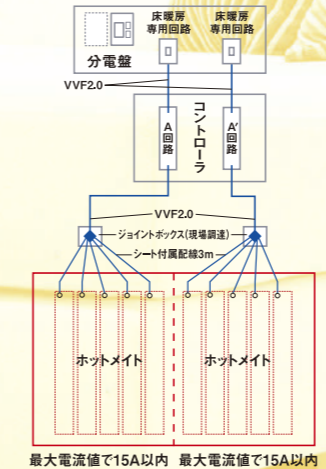 床暖房
専用回路
床暖房
専用回路
分電盤
VVF2.0
コントローラ
A回路
A'回路
VVF2.0
ジョイントボックス(現場調達)
シート付属配線3m
ホットメイト
ホットメイト
最大電流値で15A以内
最大電流値で15A以内